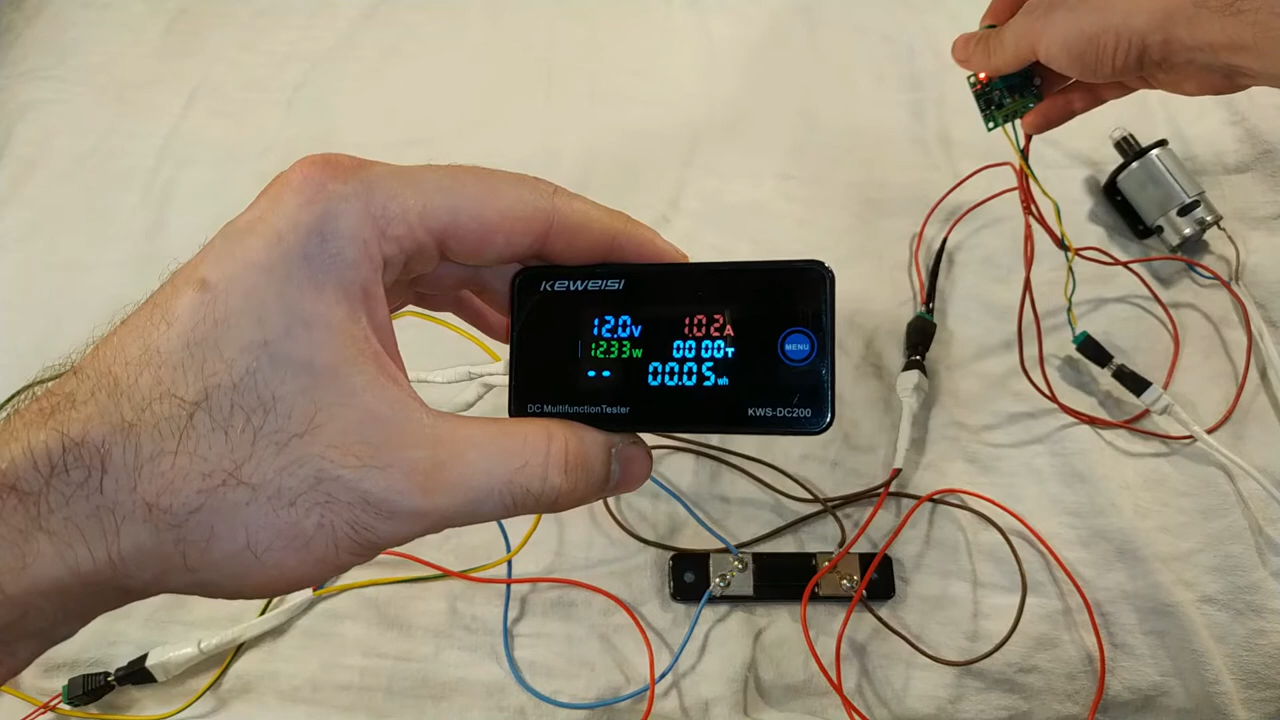 KEWEISI
12.0V 1.02A
12.33W 00:00T
-- 00.05wh
MENU
DC MultifunctionTester KWS-DC200